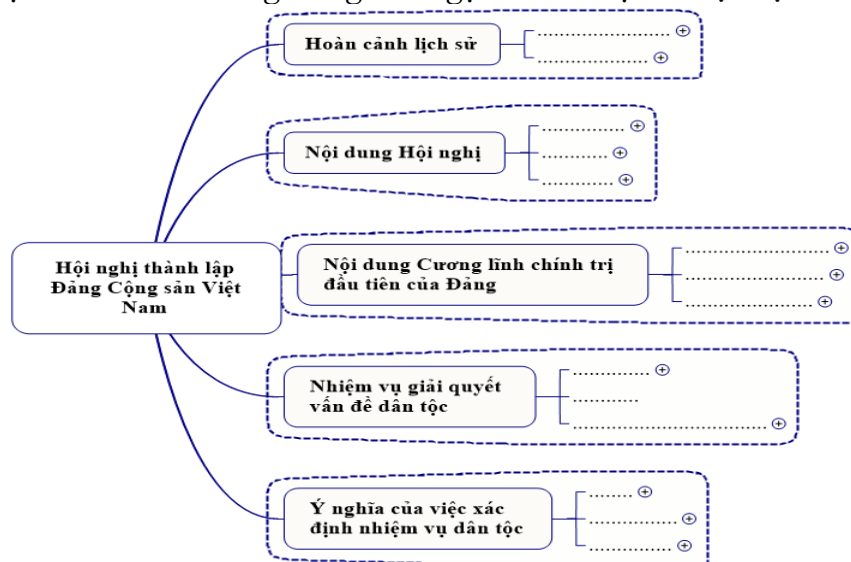 Hoàn cảnh lịch sử
Nội dung Hội nghị
Hội nghị thành lập
Đảng Cộng sản Việt
Nam
Nội dung Cương lĩnh chính trị
đầu tiên của Đảng
Nhiệm vụ giải quyết
vấn đề dân tộc
Ý nghĩa của việc xác
định nhiệm vụ dân tộc